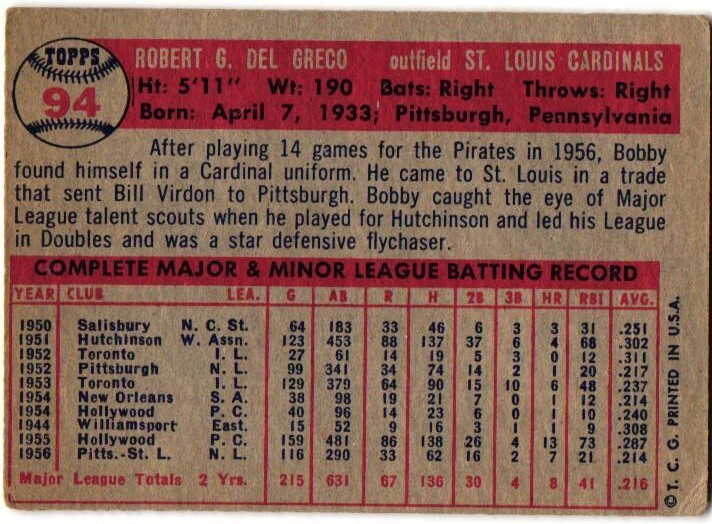 TOPPS
94
ROBERT G. DEL GRECO outfield ST. LOUIS CARDINALS
Ht: 5'11" Wt: 190 Bats: Right Throws: Right
Born: April 7, 1933; Pittsburgh, Pennsylvania
After playing 14 games for the Pirates in 1956, Bobby
found himself in a Cardinal uniform. He came to St. Louis in a trade
that sent Bill Virdon to Pittsburgh. Bobby caught the eye of Major
League talent scouts when he played for Hutchinson and led his League
in Doubles and was a star defensive flychaser.
COMPLETE MAJOR & MINOR LEAGUE BATTING RECORD
YEAR CLUB LEA. G AB R H 2B 3B HR RBI AVG.
1950 Salisbury N. C. St. 64 183 33 46 6 3 3 31 .251
1951 Hutchinson W. Assn. 123 453 88 137 37 6 4 68 .302
1952 Toronto I. L. 27 61 14 19 5 3 0 12 .311
1952 Pittsburgh N. L. 99 341 34 74 14 2 1 20 .217
1953 Toronto I. L. 129 379 64 90 15 10 6 48 .237
1954 New Orleans S. A. 38 98 19 21 7 0 1 12 .214
1954 Hollywood P. C. 40 96 14 23 6 0 1 10 .240
1944 Williamsport East. 15 52 9 16 3 1 1 9 .308
1955 Hollywood P. C. 159 481 86 138 26 4 13 73 .287
1956 Pitts.-St. L. N. L. 116 290 33 62 16 2 7 21 .214
Major League Totals 2 Yrs. 215 631 67 136 30 4 8 41 .216
© T. C. G. PRINTED IN U.S.A.